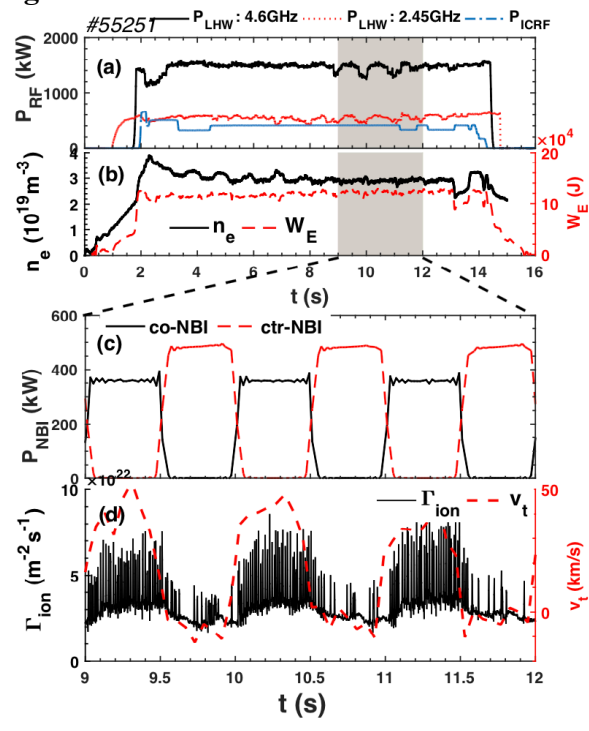 g
#55251
P_LHW : 4.6GHz P_LHW : 2.45GHz P_ICRF
2000
1000
0
P_RF (kW)
(a)
×10^4
4
3
2
1
0
n_e (10^19 m^-3)
(b)
n_e W_E
20
10
0
W_E (J)
0 2 4 6 8 10 12 14 16
t (s)
600
400
200
0
P_NBI (kW)
(c) co-NBI ctr-NBI
×10^22
10
5
0
Γ_ion (m^-2 s^-1)
(d)
Γ_ion v_t
50
0
v_t (km/s)
9 9.5 10 10.5 11 11.5 12
t (s)